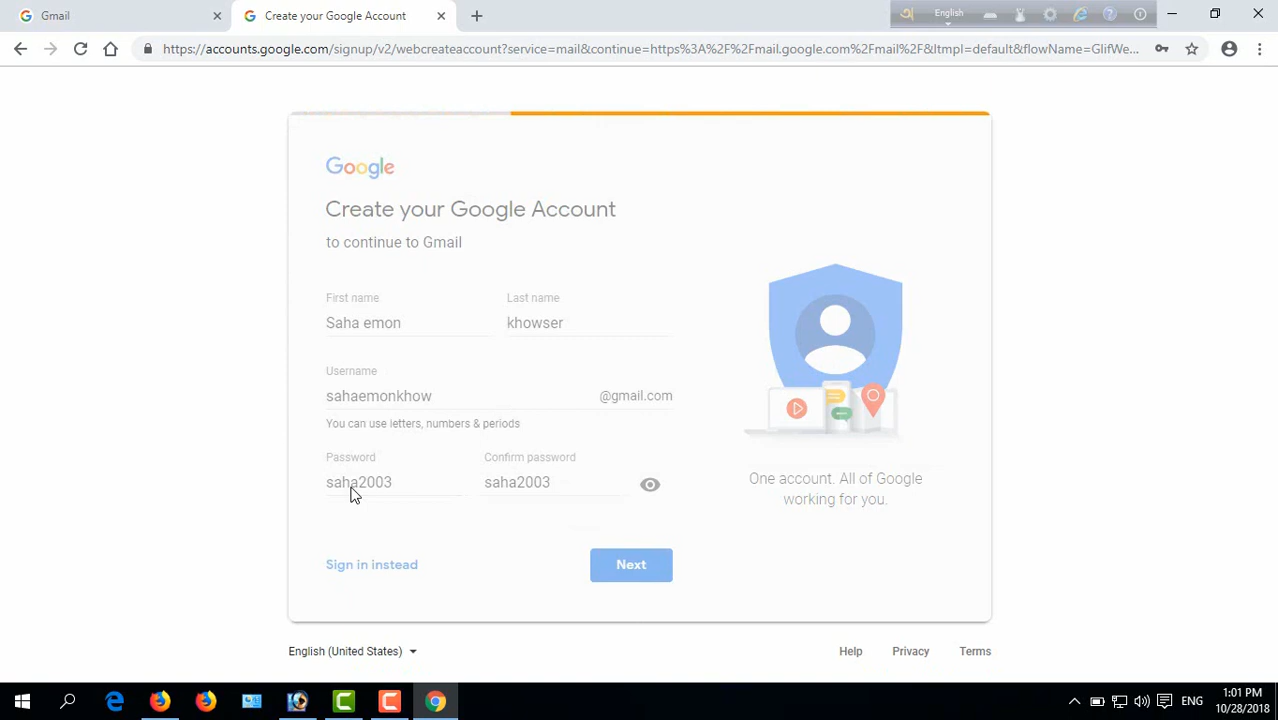 Gmail
Create your Google Account
English
https://accounts.google.com/signup/v2/webcreateaccount?service=mail&continue=https%3A%2F%2Fmail.google.com%2Fmail%2F&ltmpl=default&flowName=GlifWe...
Google
Create your Google Account
to continue to Gmail
First name
Last name
Saha emon
khowser
Username
sahaemonkhow
@gmail.com
You can use letters, numbers & periods
Password
Confirm password
saha2003
saha2003
One account. All of Google
working for you.
Sign in instead
Next
English (United States)
Help
Privacy
Terms
ENG
1:01 PM
10/28/2018